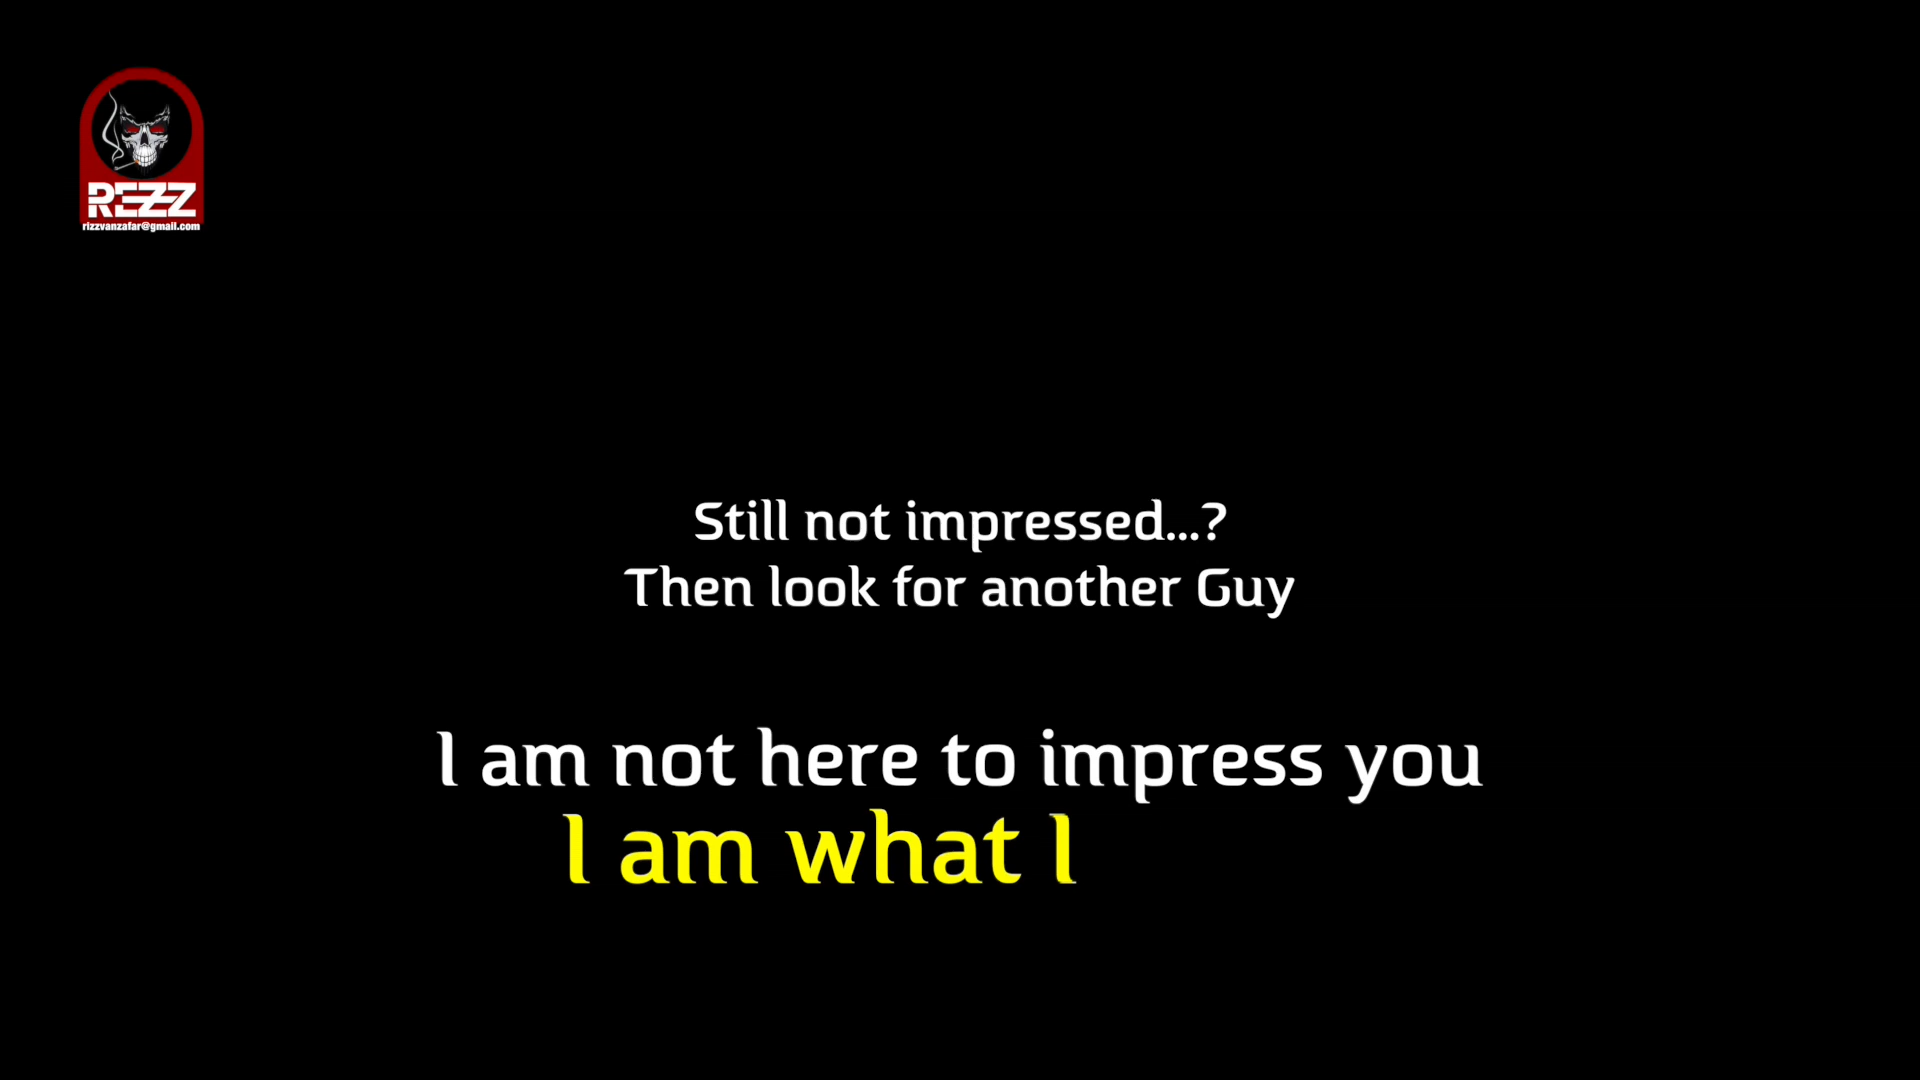 REZZ
rizzvanzafar@gmail.com
Still not impressed...?
Then look for another Guy
I am not here to impress you
I am what I